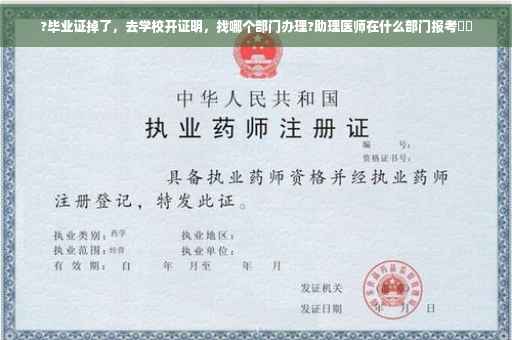 ?毕业证掉了，去学校开证明，找哪个部门办理?助理医师在什么部门报考
中华人民共和国
执业药师注册证
编　　号：
资格证书号：
具备执业药师资格并经执业药师
注册登记，特发此证。
执业类别：药学　　执业地区：
执业范围：经营　　执业单位：
有 效 期： 自　　年　　月至　　年　　月
发证机关
发证日期　　年　　月　　日